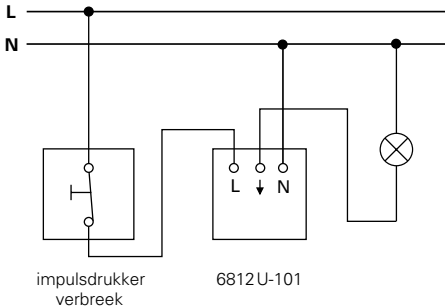 L
N
L ↓ N
impulsdrukker
verbreek
6812 U-101